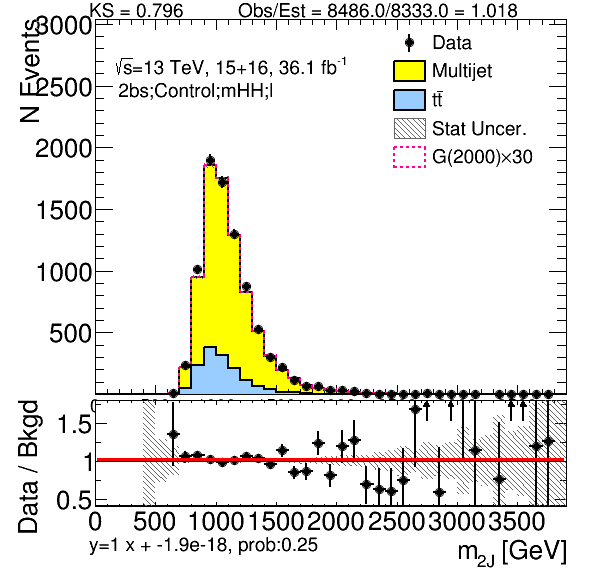 KS = 0.796 Obs/Est = 8486.0/8333.0 = 1.018
N Events
3000
2500
2000
1500
1000
500
√s=13 TeV, 15+16, 36.1 fb⁻¹
2bs;Control;mHH;l
Data
Multijet
tt̄
Stat Uncer.
G(2000)×30
Data / Bkgd
1.5
1
0.5
0 500 1000 1500 2000 2500 3000 3500
y=1 x + -1.9e-18, prob:0.25
m2J [GeV]